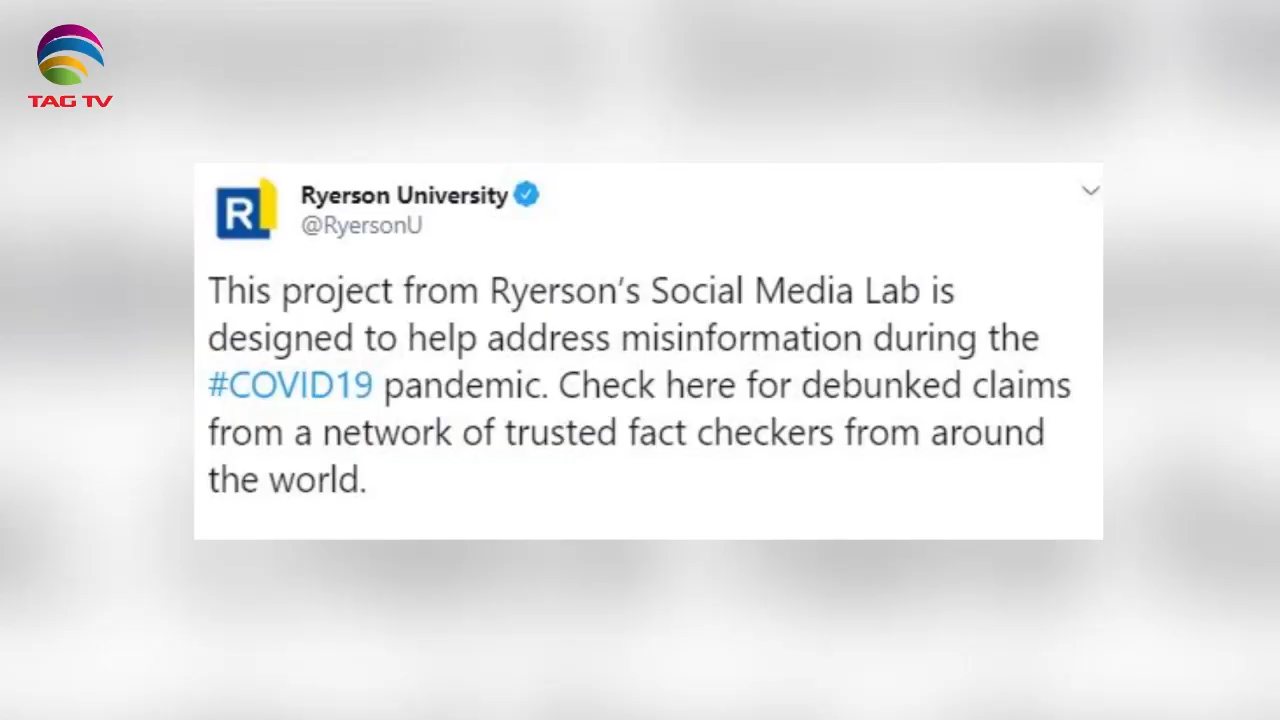 TAG TV
R
Ryerson University
@RyersonU
This project from Ryerson’s Social Media Lab is
designed to help address misinformation during the
#COVID19 pandemic. Check here for debunked claims
from a network of trusted fact checkers from around
the world.